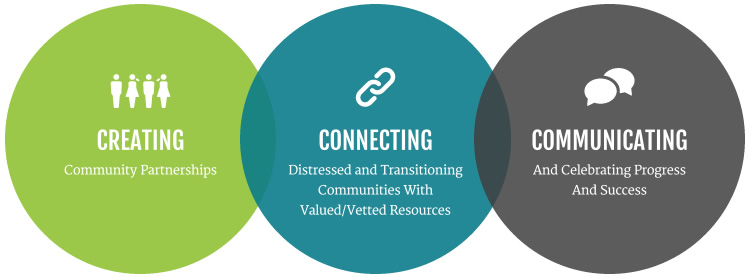 CREATING
Community Partnerships
CONNECTING
Distressed and Transitioning
Communities With
Valued/Vetted Resources
COMMUNICATING
And Celebrating Progress
And Success